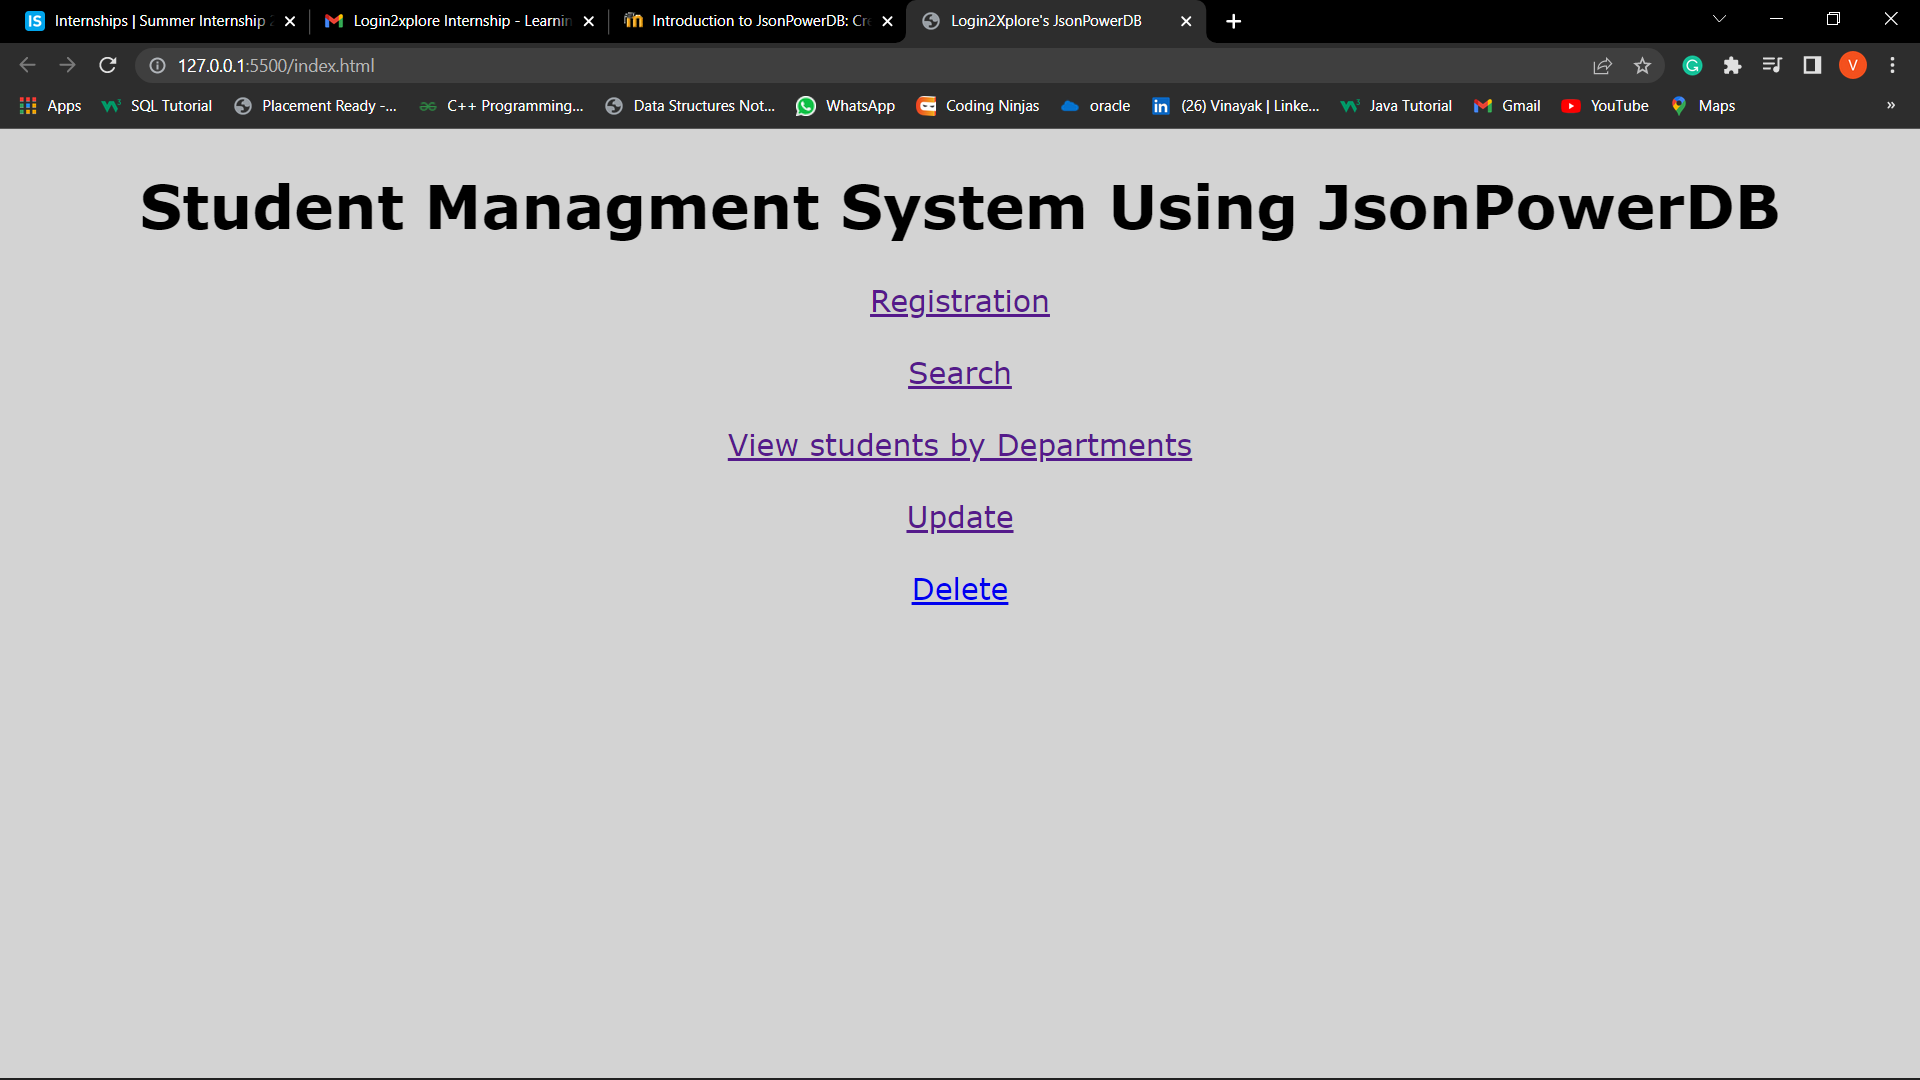 Internships | Summer Internship
Login2xplore Internship - Learnin
Introduction to JsonPowerDB: Cre
Login2Xplore's JsonPowerDB
127.0.0.1:5500/index.html
V
Apps
SQL Tutorial
Placement Ready -...
C++ Programming...
Data Structures Not...
WhatsApp
Coding Ninjas
oracle
(26) Vinayak | Linke...
Java Tutorial
Gmail
YouTube
Maps
»
Student Managment System Using JsonPowerDB
Registration
Search
View students by Departments
Update
Delete